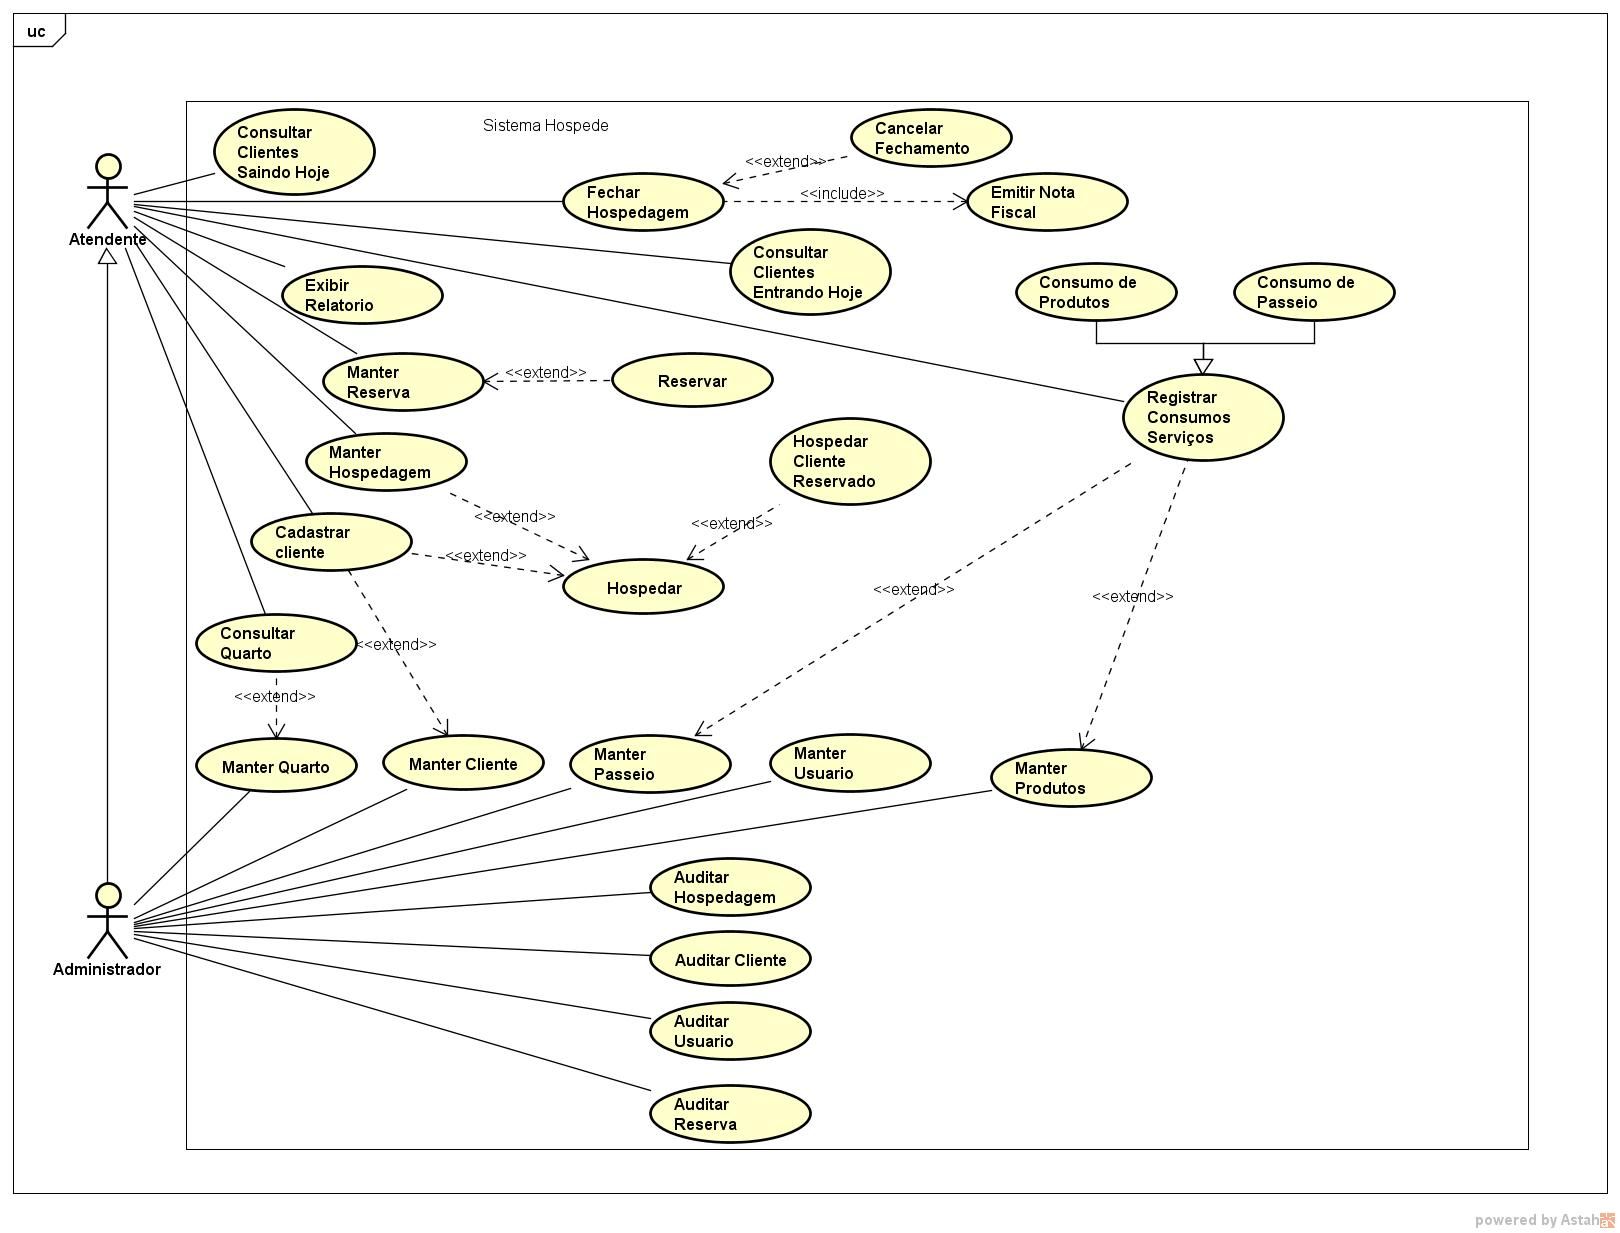 uc
Sistema Hospede
Consultar
Clientes
Saindo Hoje
Cancelar
Fechamento
<<extend>>
Fechar
Hospedagem
<<include>>
Emitir Nota
Fiscal
Atendente
Consultar
Clientes
Entrando Hoje
Exibir
Relatorio
Consumo de
Produtos
Consumo de
Passeio
Manter
Reserva
<<extend>>
Reservar
Registrar
Consumos
Serviços
Manter
Hospedagem
Hospedar
Cliente
Reservado
<<extend>>
<<extend>>
Cadastrar
cliente
<<extend>>
Hospedar
<<extend>>
<<extend>>
Consultar
Quarto
<<extend>>
<<extend>>
Manter Quarto
Manter Cliente
Manter
Passeio
Manter
Usuario
Manter
Produtos
Auditar
Hospedagem
Administrador
Auditar Cliente
Auditar
Usuario
Auditar
Reserva
powered by Astah